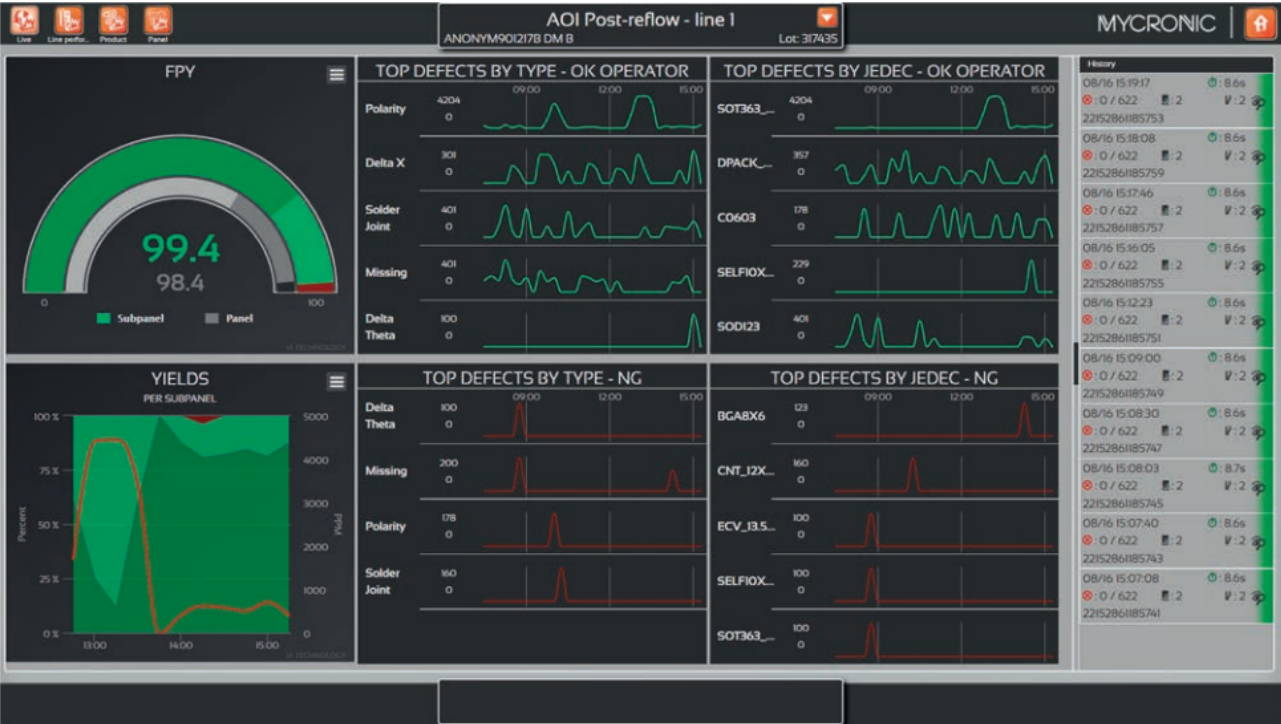 AOI Post-reflow - line 1
ANONYM901217B DM B Lot: 317435
MYCRONIC
Live Line perfor... Product Panel
FPY
99.4
98.4
0 100
Subpanel Panel
YIELDS
PER SUBPANEL
100 % 5000
75 % 4000
3000
50 % 2000
25 % 1000
0 % 0
Percent
PPM
13:00 14:00 15:00
TOP DEFECTS BY TYPE - OK OPERATOR
09:00 12:00 15:00
Polarity 4204 0
Delta X 301 0
Solder Joint 401 0
Missing 401 0
Delta Theta 100 0
TOP DEFECTS BY JEDEC - OK OPERATOR
09:00 12:00 15:00
SOT363_... 4204 0
DPACK_... 357 0
C0603 178 0
SELF10X... 229 0
SOD123 401 0
TOP DEFECTS BY TYPE - NG
09:00 12:00 15:00
Delta Theta 100 0
Missing 200 0
Polarity 178 0
Solder Joint 160 0
TOP DEFECTS BY JEDEC - NG
09:00 12:00 15:00
BGA8X6 123 0
CNT_12X... 160 0
ECV_13.5... 100 0
SELF10X... 100 0
SOT363_... 100 0
History
08/16 15:19:17 : 8.6s
: 0 / 622 : 2 : 2
22152861185753
08/16 15:18:08 : 8.6s
: 0 / 622 : 2 : 2
22152861185759
08/16 15:17:46 : 8.6s
: 0 / 622 : 2 : 2
22152861185757
08/16 15:16:05 : 8.6s
: 0 / 622 : 2 : 2
22152861185755
08/16 15:12:23 : 8.6s
: 0 / 622 : 2 : 2
22152861185751
08/16 15:09:00 : 8.6s
: 0 / 622 : 2 : 2
22152861185749
08/16 15:08:30 : 8.6s
: 0 / 622 : 2 : 2
22152861185747
08/16 15:08:03 : 8.7s
: 0 / 622 : 2 : 2
22152861185745
08/16 15:07:40 : 8.6s
: 0 / 622 : 2 : 2
22152861185743
08/16 15:07:08 : 8.6s
: 0 / 622 : 2 : 2
22152861185741